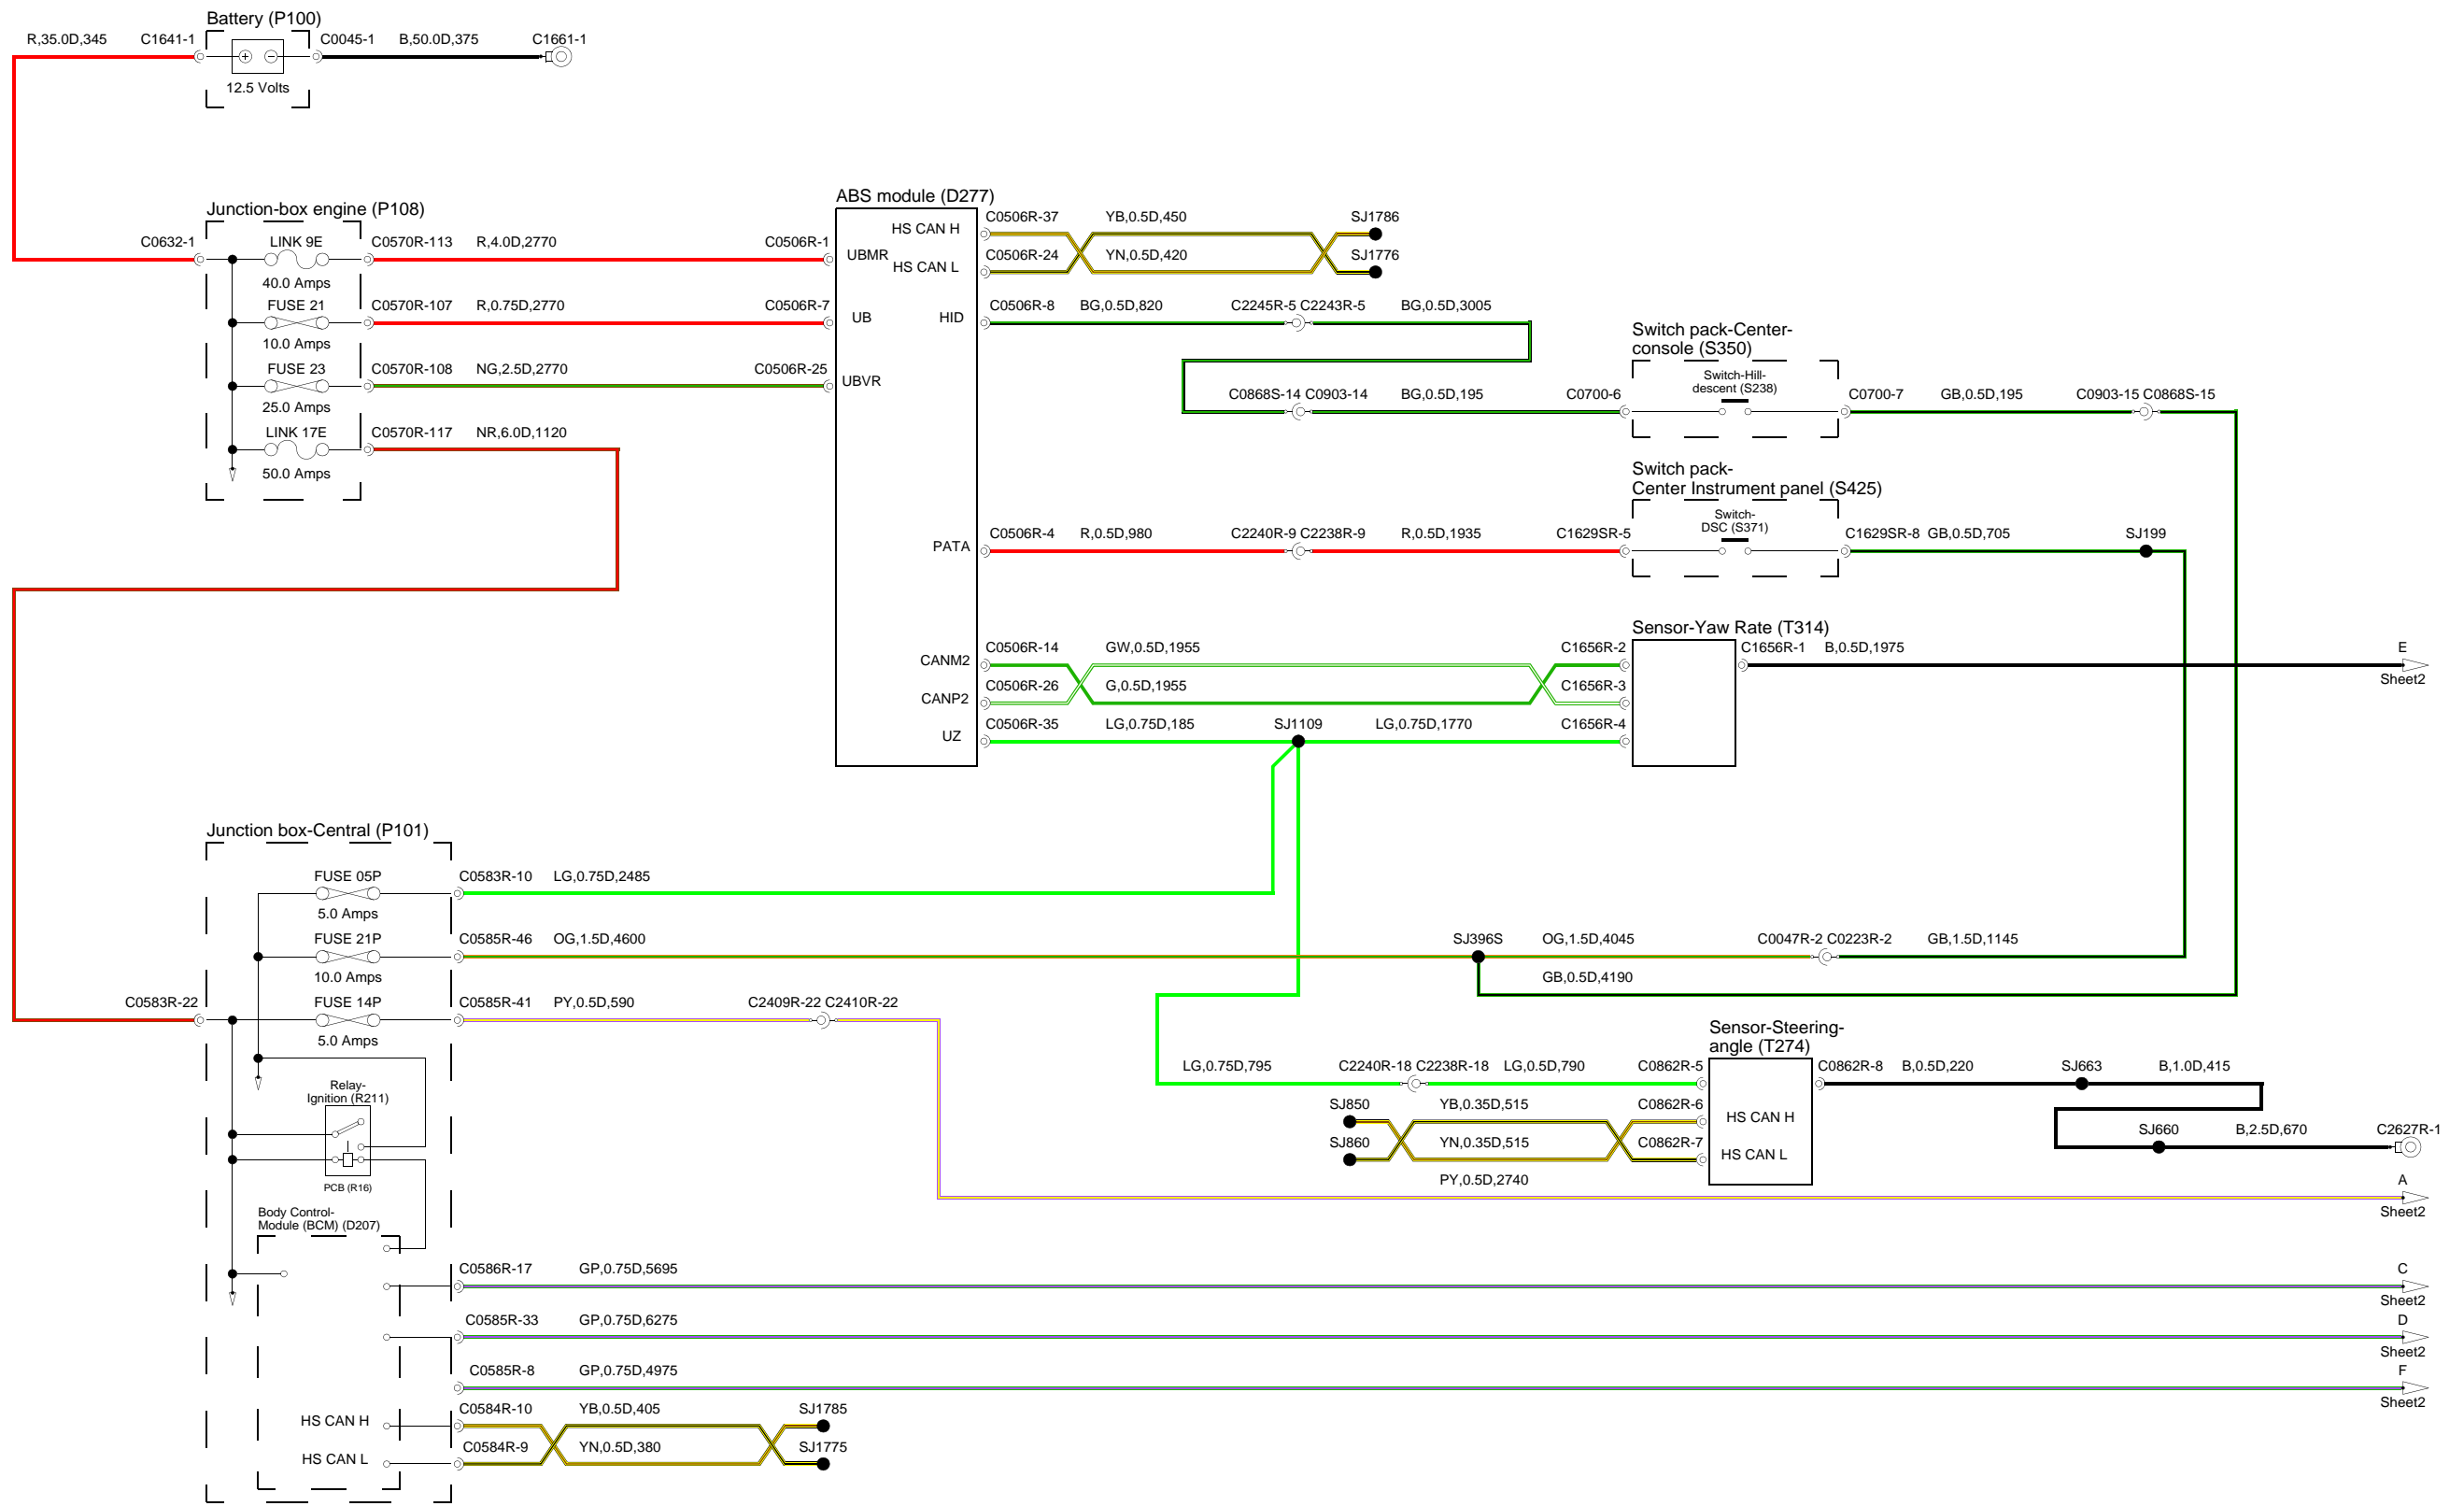 Battery (P100)
R,35.0D,345 C1641-1 C0045-1 B,50.0D,375 C1661-1
12.5 Volts
ABS module (D277)
Junction-box engine (P108)
C0632-1 LINK 9E C0570R-113 R,4.0D,2770 C0506R-1
40.0 Amps
FUSE 21 C0570R-107 R,0.75D,2770 C0506R-7
10.0 Amps
FUSE 23 C0570R-108 NG,2.5D,2770 C0506R-25
25.0 Amps
LINK 17E C0570R-117 NR,6.0D,1120
50.0 Amps
HS CAN H C0506R-37 YB,0.5D,450 SJ1786
UBMR
HS CAN L C0506R-24 YN,0.5D,420 SJ1776
UB HID C0506R-8 BG,0.5D,820 C2245R-5 C2243R-5 BG,0.5D,3005
UBVR
Switch pack-Center-
console (S350)
Switch-Hill-
descent (S238)
C0868S-14 C0903-14 BG,0.5D,195 C0700-6 C0700-7 GB,0.5D,195 C0903-15 C0868S-15
Switch pack-
Center Instrument panel (S425)
Switch-
DSC (S371)
PATA C0506R-4 R,0.5D,980 C2240R-9 C2238R-9 R,0.5D,1935 C1629SR-5 C1629SR-8 GB,0.5D,705 SJ199
Sensor-Yaw Rate (T314)
CANM2 C0506R-14 GW,0.5D,1955 C1656R-2 C1656R-1 B,0.5D,1975 E
Sheet2
CANP2 C0506R-26 G,0.5D,1955 C1656R-3
UZ C0506R-35 LG,0.75D,185 SJ1109 LG,0.75D,1770 C1656R-4
Junction box-Central (P101)
FUSE 05P C0583R-10 LG,0.75D,2485
5.0 Amps
FUSE 21P C0585R-46 OG,1.5D,4600 SJ396S OG,1.5D,4045 C0047R-2 C0223R-2 GB,1.5D,1145
10.0 Amps GB,0.5D,4190
C0583R-22 FUSE 14P C0585R-41 PY,0.5D,590 C2409R-22 C2410R-22
5.0 Amps
Sensor-Steering-
angle (T274)
LG,0.75D,795 C2240R-18 C2238R-18 LG,0.5D,790 C0862R-5 C0862R-8 B,0.5D,220 SJ663 B,1.0D,415
Relay-
Ignition (R211)
SJ850 YB,0.35D,515 C0862R-6 HS CAN H
SJ860 YN,0.35D,515 C0862R-7 HS CAN L SJ660 B,2.5D,670 C2627R-1
PCB (R16) PY,0.5D,2740 A
Sheet2
Body Control-
Module (BCM) (D207)
C0586R-17 GP,0.75D,5695 C
Sheet2
C0585R-33 GP,0.75D,6275 D
Sheet2
C0585R-8 GP,0.75D,4975 F
Sheet2
HS CAN H C0584R-10 YB,0.5D,405 SJ1785
HS CAN L C0584R-9 YN,0.5D,380 SJ1775